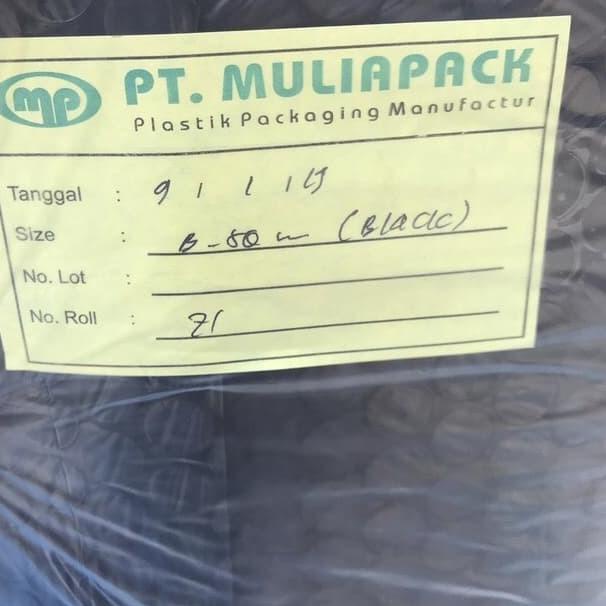 MP PT. MULIAPACK
Plastik Packaging Manufactur
Tanggal : 9 / 1 / 19
Size : B-50 m (Black)
No. Lot :
No. Roll : 21